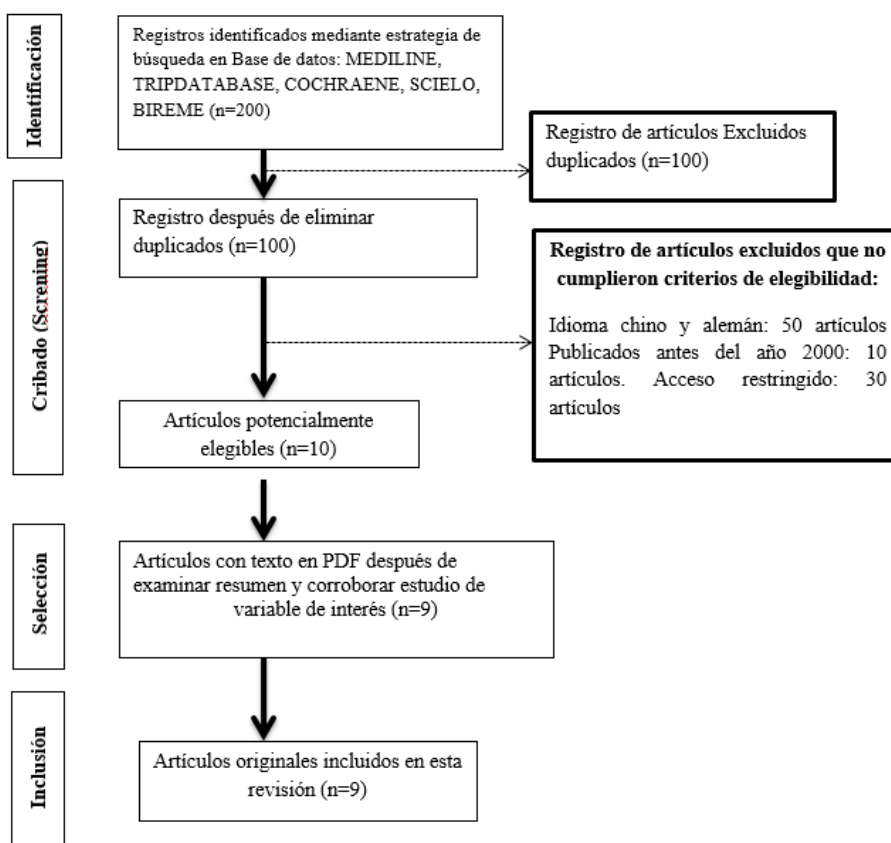 Identificación
Registros identificados mediante estrategia de
búsqueda en Base de datos: MEDILINE,
TRIPDATABASE, COCHRAENE, SCIELO,
BIREME (n=200)
Registro de artículos Excluidos
duplicados (n=100)
Cribado (Screning)
Registro después de eliminar
duplicados (n=100)
Registro de artículos excluidos que no
cumplieron criterios de elegibilidad:
Idioma chino y alemán: 50 artículos
Publicados antes del año 2000: 10
artículos. Acceso restringido: 30
artículos
Artículos potencialmente
elegibles (n=10)
Selección
Artículos con texto en PDF después de
examinar resumen y corroborar estudio de
variable de interés (n=9)
Inclusión
Artículos originales incluidos en esta
revisión (n=9)